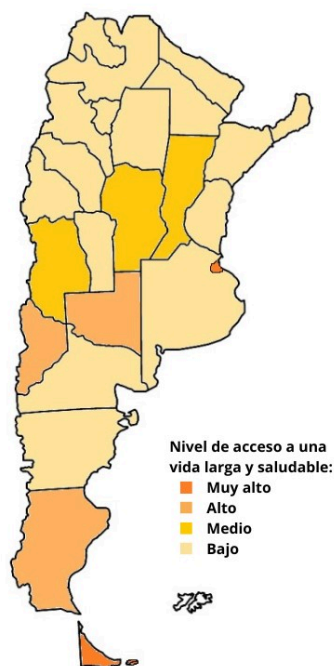 Nivel de acceso a una
vida larga y saludable:
Muy alto
Alto
Medio
Bajo